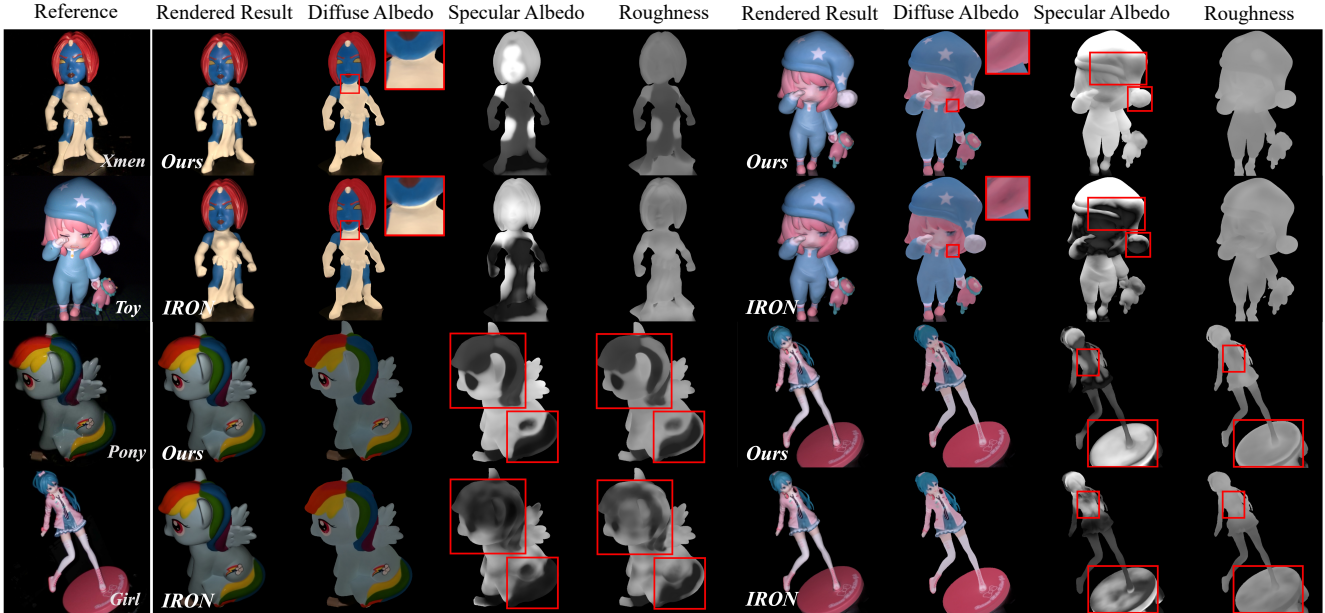 Reference Rendered Result Diffuse Albedo Specular Albedo Roughness Rendered Result Diffuse Albedo Specular Albedo Roughness
Xmen Ours Ours
Toy IRON IRON
Pony Ours Ours
Girl IRON IRON